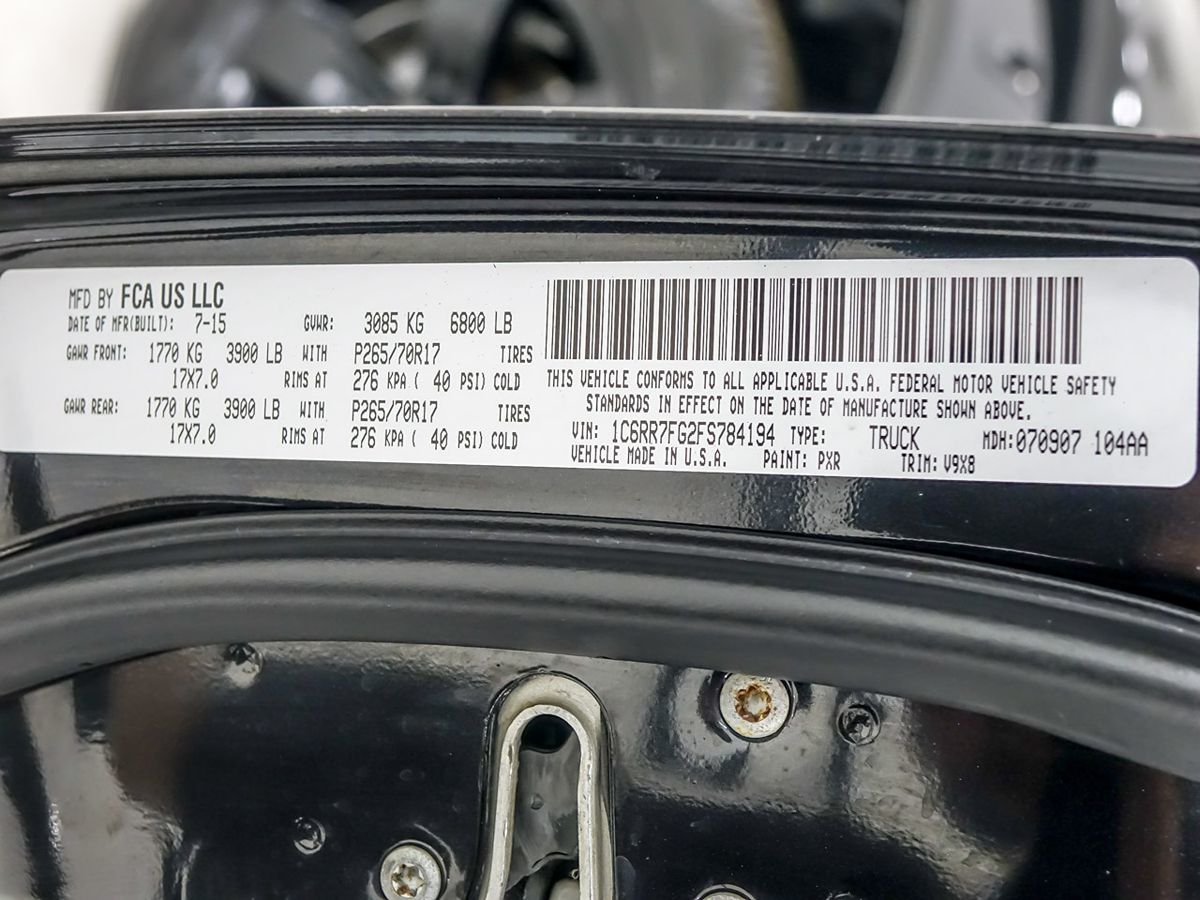 MFD BY FCA US LLC
DATE OF MFR(BUILT): 7-15 GVWR: 3085 KG 6800 LB
GAWR FRONT: 1770 KG 3900 LB WITH P265/70R17 TIRES
17X7.0 RIMS AT 276 KPA ( 40 PSI) COLD
GAWR REAR: 1770 KG 3900 LB WITH P265/70R17 TIRES
17X7.0 RIMS AT 276 KPA ( 40 PSI) COLD
THIS VEHICLE CONFORMS TO ALL APPLICABLE U.S.A. FEDERAL MOTOR VEHICLE SAFETY
STANDARDS IN EFFECT ON THE DATE OF MANUFACTURE SHOWN ABOVE.
VIN: 1C6RR7FG2FS784194 TYPE: TRUCK MDH:070907 104AA
VEHICLE MADE IN U.S.A. PAINT: PXR TRIM: V9X8